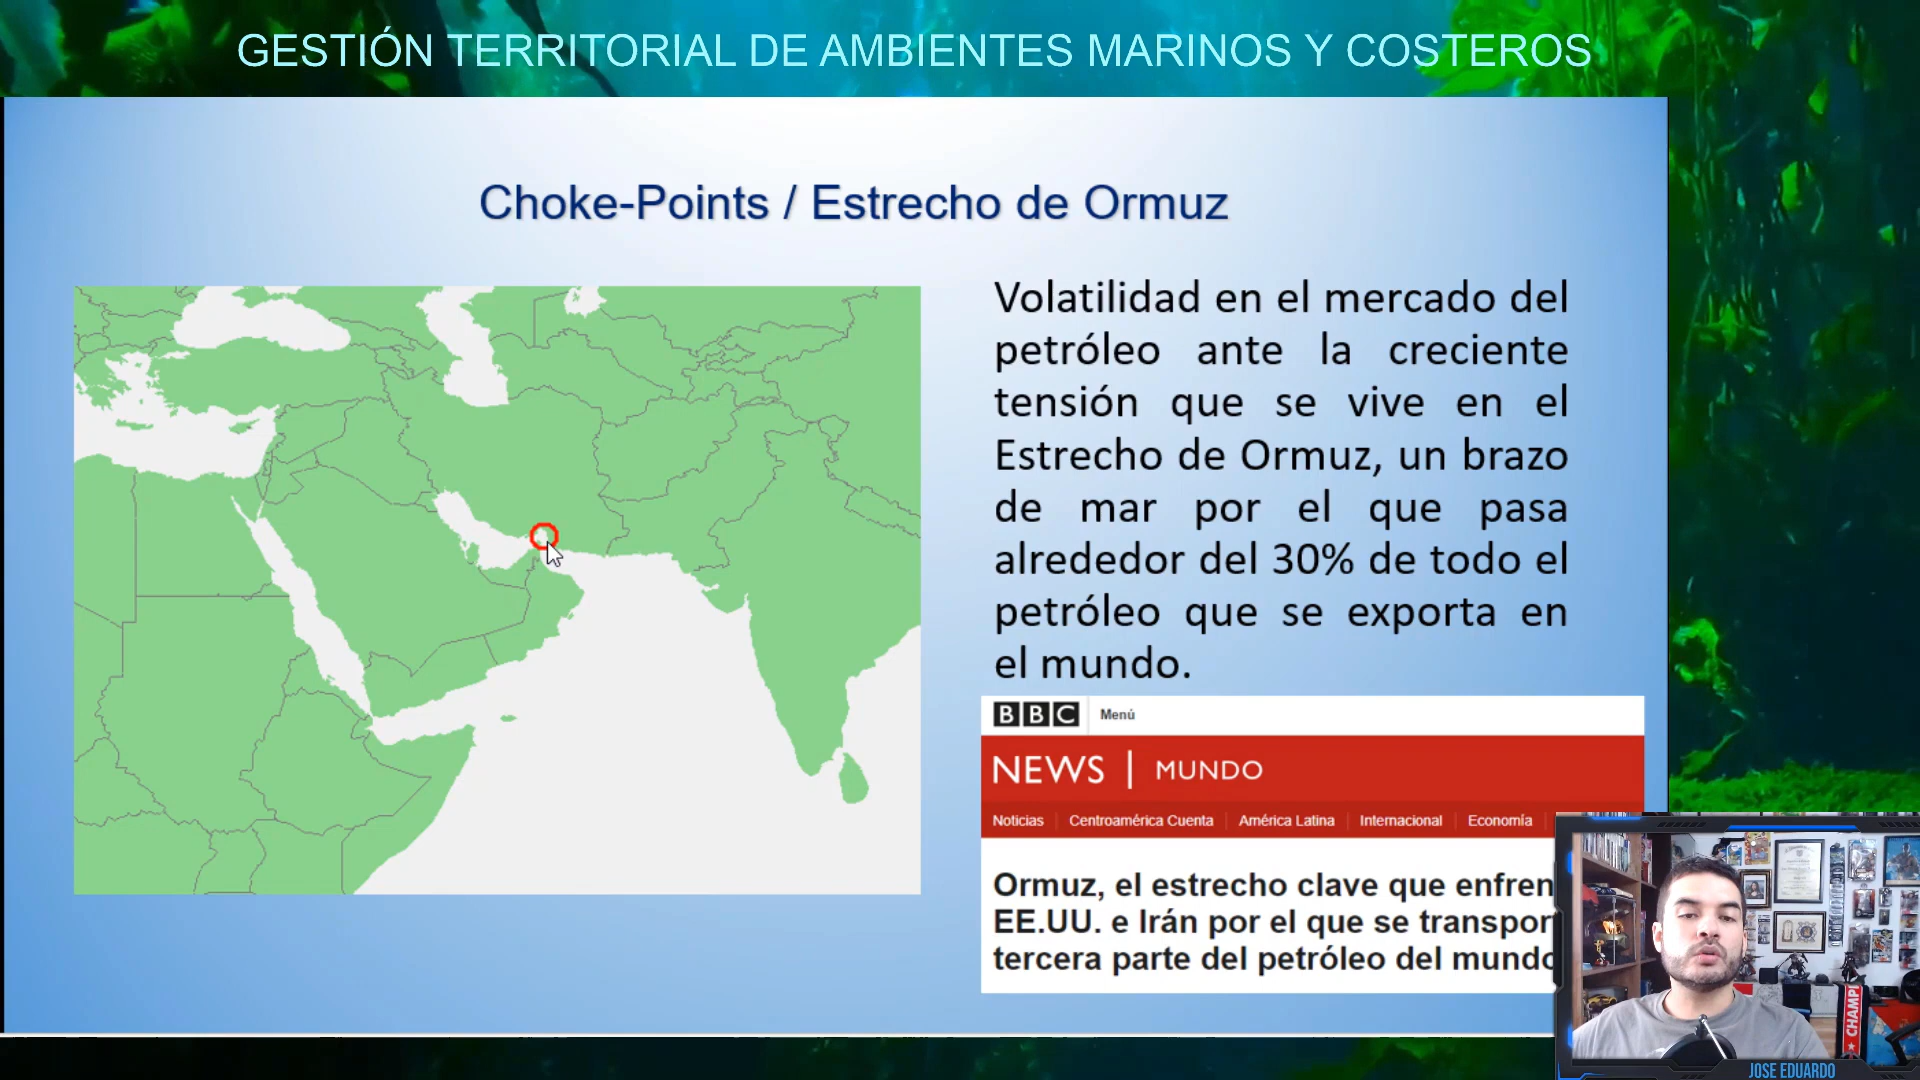 GESTIÓN TERRITORIAL DE AMBIENTES MARINOS Y COSTEROS
Choke-Points / Estrecho de Ormuz
Volatilidad en el mercado del
petróleo ante la creciente
tensión que se vive en el
Estrecho de Ormuz, un brazo
de mar por el que pasa
alrededor del 30% de todo el
petróleo que se exporta en
el mundo.
BBC Menú
NEWS | MUNDO
Noticias Centroamérica Cuenta América Latina Internacional Economía
Ormuz, el estrecho clave que enfren
EE.UU. e Irán por el que se transpor
tercera parte del petróleo del mundo
CHAMPI
JOSE EDUARDO